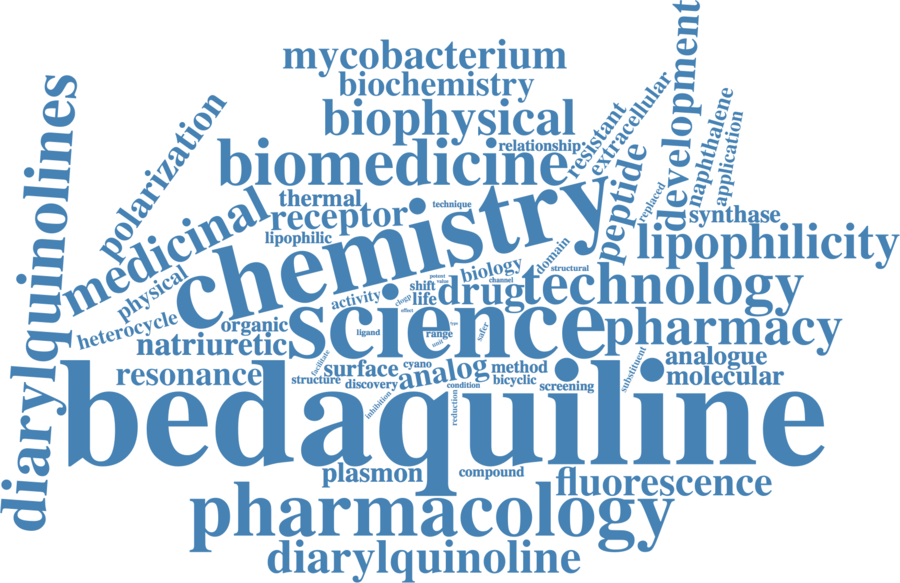 mycobacterium
biochemistry
biophysical
relationship
biomedicine
resistant
extracellular
development
naphthalene
application
polarization
diarylquinolines
medicinal
thermal
receptor
technique
lipophilic
chemistry
peptide
replaced
synthase
lipophilicity
physical
heterocycle
organic
natriuretic
resonance
activity
clogp
effect
shift
life
potent
value
biology
channel
domain
structural
drug
technology
science
ligand
range
safer
pharmacy
analogue
molecular
substituent
facilitate
surface
structure
discovery
cyano
analog
condition
method
bicyclic
screening
inhibition
reduction
bedaquiline
plasmon
compound
fluorescence
pharmacology
diarylquinoline